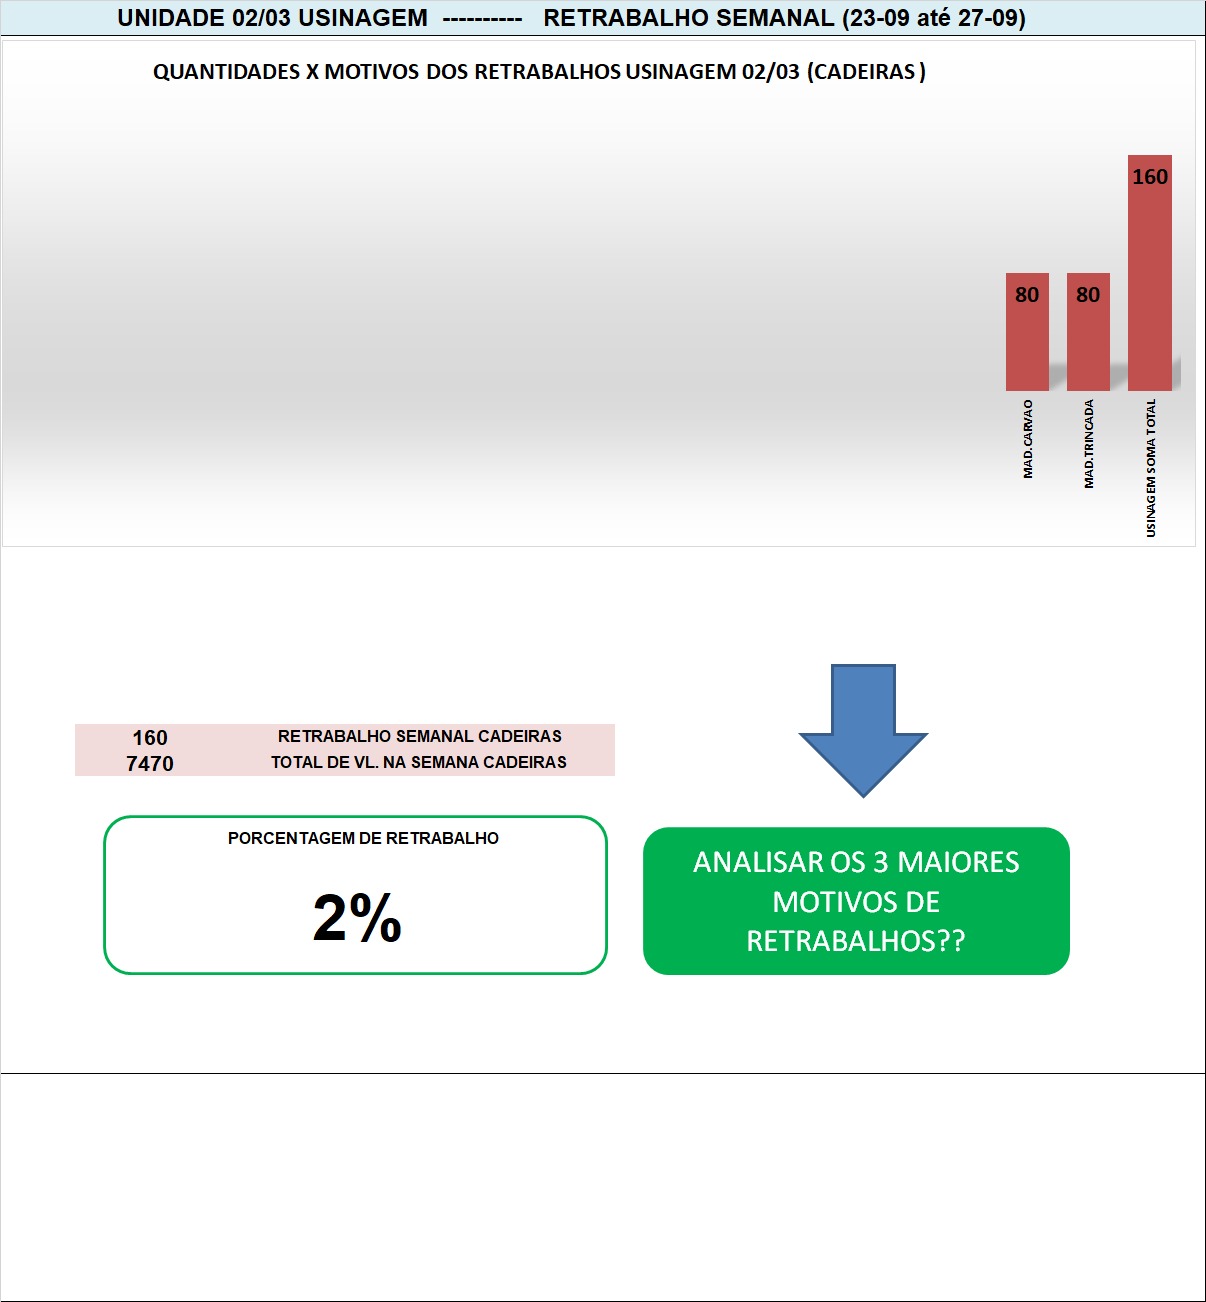 UNIDADE 02/03 USINAGEM ---------- RETRABALHO SEMANAL (23-09 até 27-09)
QUANTIDADES X MOTIVOS DOS RETRABALHOS USINAGEM 02/03 (CADEIRAS)
160
80
80
MAD.CARVAO
MAD.TRINCADA
USINAGEM SOMA TOTAL
160 RETRABALHO SEMANAL CADEIRAS
7470 TOTAL DE VL. NA SEMANA CADEIRAS
PORCENTAGEM DE RETRABALHO
2%
ANALISAR OS 3 MAIORES
MOTIVOS DE
RETRABALHOS??